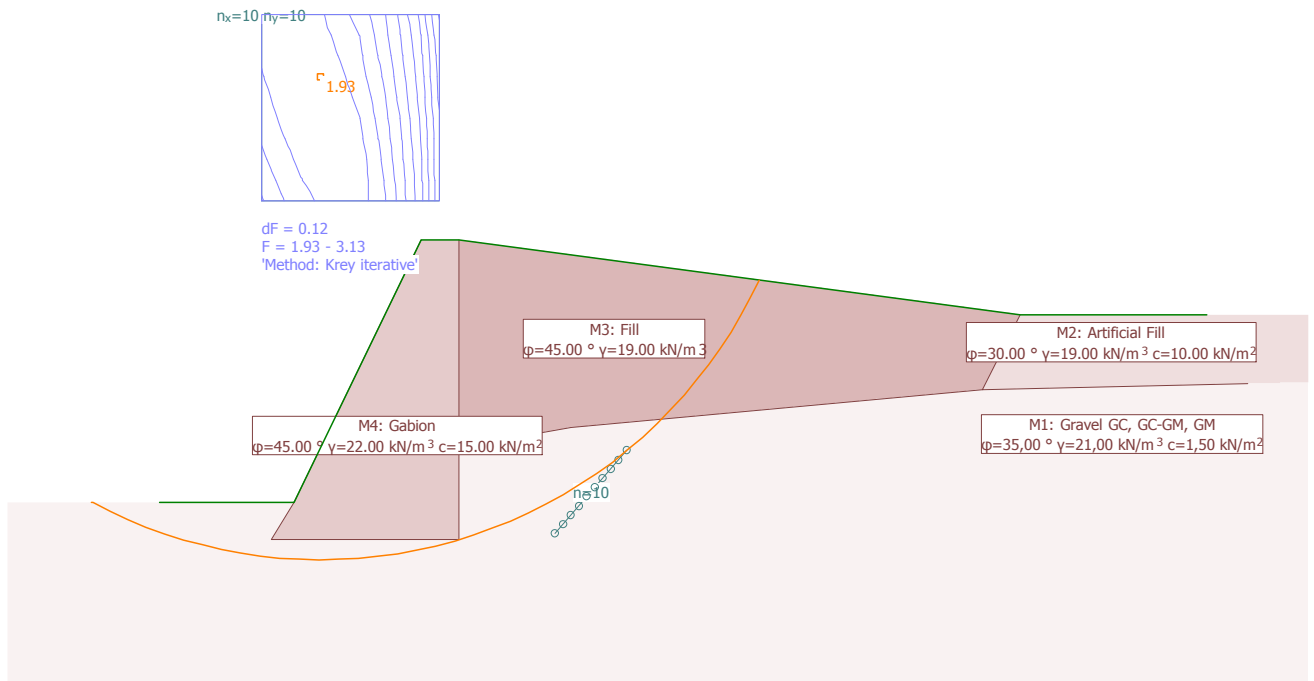 nx=10 ny=10
1.93
dF = 0.12
F = 1.93 - 3.13
'Method: Krey iterative'
M3: Fill
φ=45.00 ° γ=19.00 kN/m3
M2: Artificial Fill
φ=30.00 ° γ=19.00 kN/m³ c=10.00 kN/m²
M4: Gabion
φ=45.00 ° γ=22.00 kN/m³ c=15.00 kN/m²
M1: Gravel GC, GC-GM, GM
φ=35,00 ° γ=21,00 kN/m³ c=1,50 kN/m²
n=10